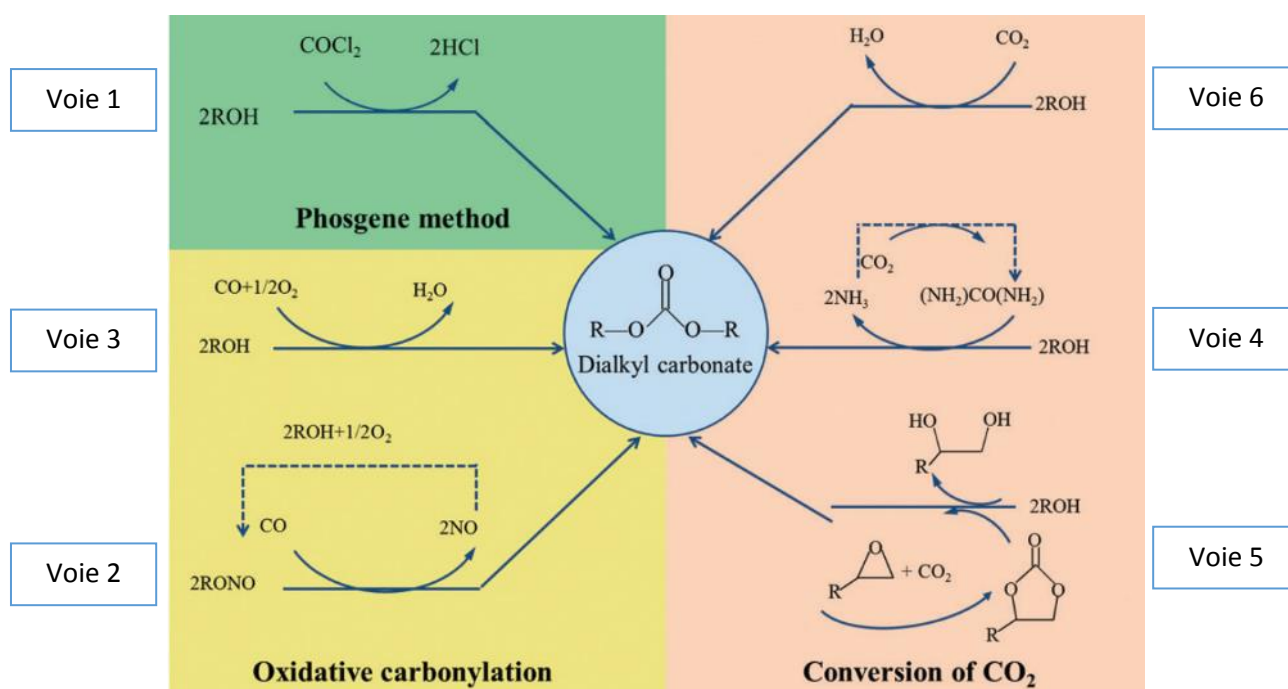 Voie 1
COCl₂
2HCl
2ROH
Phosgene method
Voie 3
CO+1/2O₂
H₂O
2ROH
Voie 2
2ROH+1/2O₂
CO
2NO
2RONO
Oxidative carbonylation
O
R—O
O—R
Dialkyl carbonate
Voie 6
H₂O
CO₂
2ROH
Voie 4
CO₂
2NH₃
(NH₂)CO(NH₂)
2ROH
Voie 5
HO
OH
R
2ROH
O
R
+ CO₂
O
O
O
R
Conversion of CO₂